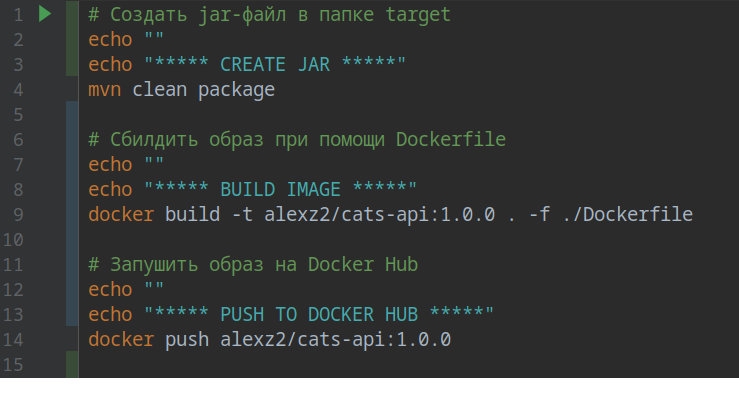 1 # Создать jar-файл в папке target
2 echo ""
3 echo "***** CREATE JAR *****"
4 mvn clean package
5
6 # Сбилдить образ при помощи Dockerfile
7 echo ""
8 echo "***** BUILD IMAGE *****"
9 docker build -t alexz2/cats-api:1.0.0 . -f ./Dockerfile
10
11 # Запушить образ на Docker Hub
12 echo ""
13 echo "***** PUSH TO DOCKER HUB *****"
14 docker push alexz2/cats-api:1.0.0
15